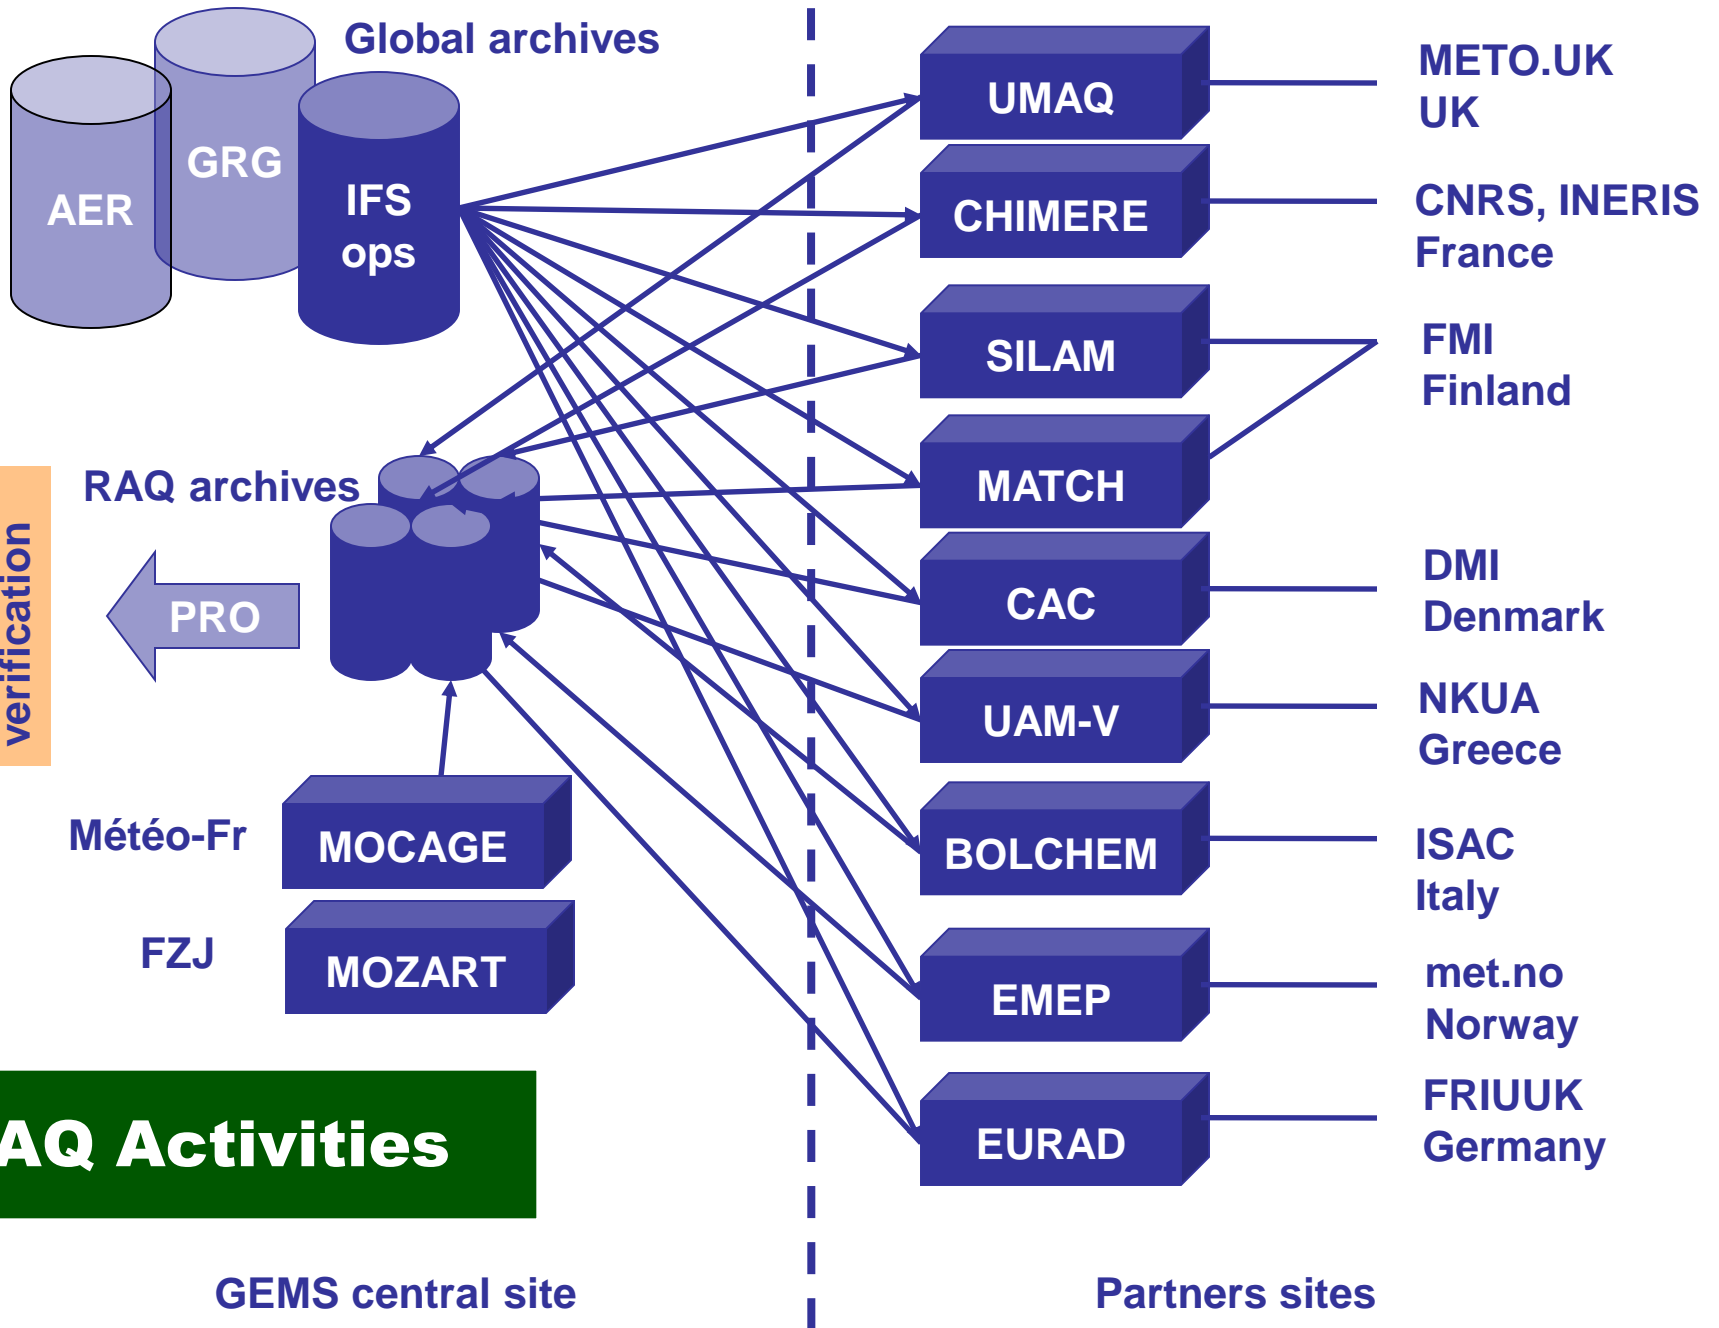 Global archives
AER
GRG
IFS
ops
UMAQ
METO.UK
UK
CHIMERE
CNRS, INERIS
France
SILAM
FMI
Finland
RAQ archives
MATCH
verification
PRO
CAC
DMI
Denmark
UAM-V
NKUA
Greece
Météo-Fr
MOCAGE
BOLCHEM
ISAC
Italy
FZJ
MOZART
EMEP
met.no
Norway
AQ Activities
EURAD
FRIUUK
Germany
GEMS central site
Partners sites